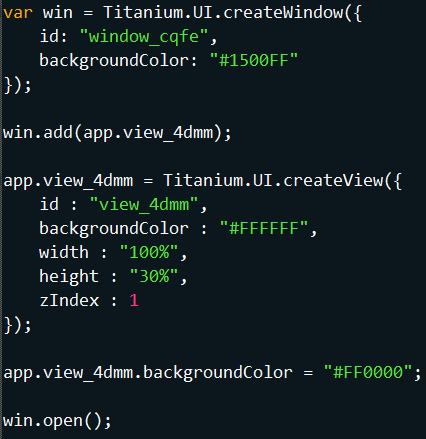 var win = Titanium.UI.createWindow({
    id: "window_cqfe",
    backgroundColor: "#1500FF"
});

win.add(app.view_4dmm);

app.view_4dmm = Titanium.UI.createView({
    id : "view_4dmm",
    backgroundColor : "#FFFFFF",
    width : "100%",
    height : "30%",
    zIndex : 1
});

app.view_4dmm.backgroundColor = "#FF0000";

win.open();